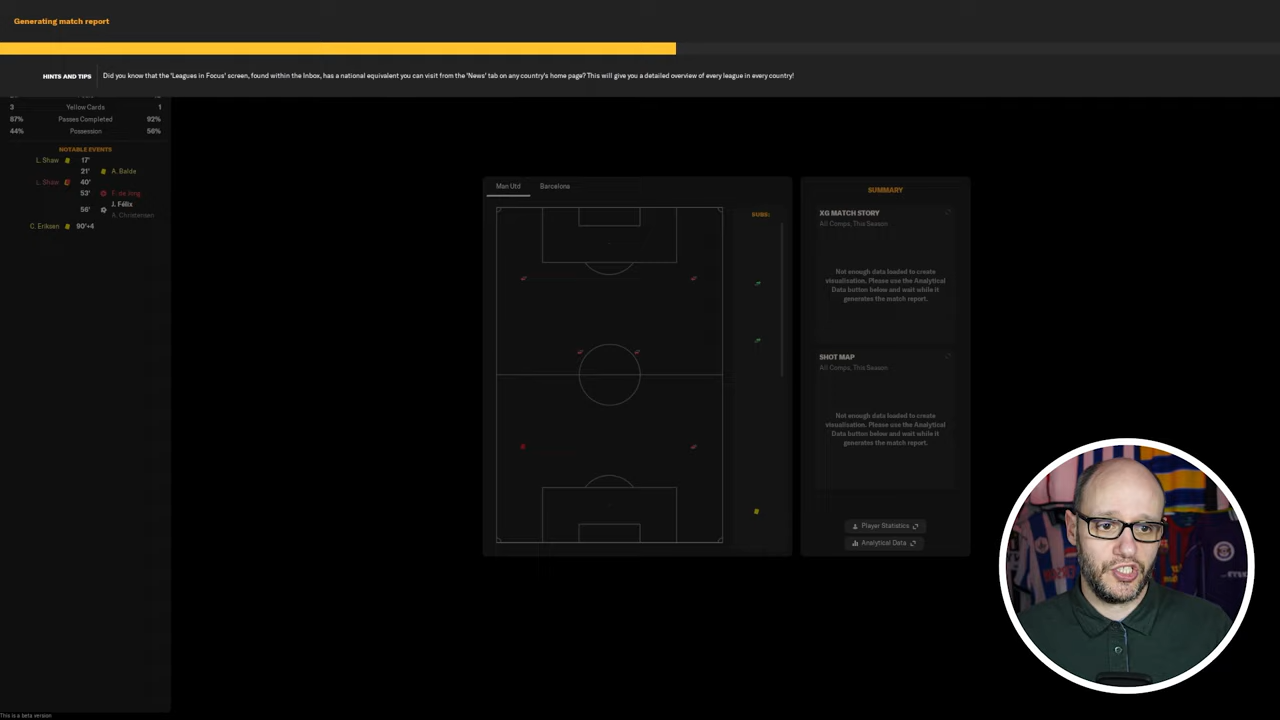 Generating match report
HINTS AND TIPS
Did you know that the 'Leagues in Focus' screen, found within the Inbox, has a national equivalent you can visit from the 'News' tab on any country's home page? This will give you a detailed overview of every league in every country!
3 Yellow Cards 1
87% Passes Completed 92%
44% Possession 56%
NOTABLE EVENTS
L. Shaw 17'
21' A. Balde
L. Shaw 40'
53' F. de Jong
56' J. Félix
A. Christensen
C. Eriksen 90'+4
Man Utd Barcelona
SUBS:
SUMMARY
XG MATCH STORY
All Comps, This Season
Not enough data loaded to create
visualisation. Please use the Analytical
Data button below and wait while it
generates the match report.
SHOT MAP
All Comps, This Season
Not enough data loaded to create
visualisation. Please use the Analytical
Data button below and wait while it
generates the match report.
Player Statistics
Analytical Data
This is a beta version